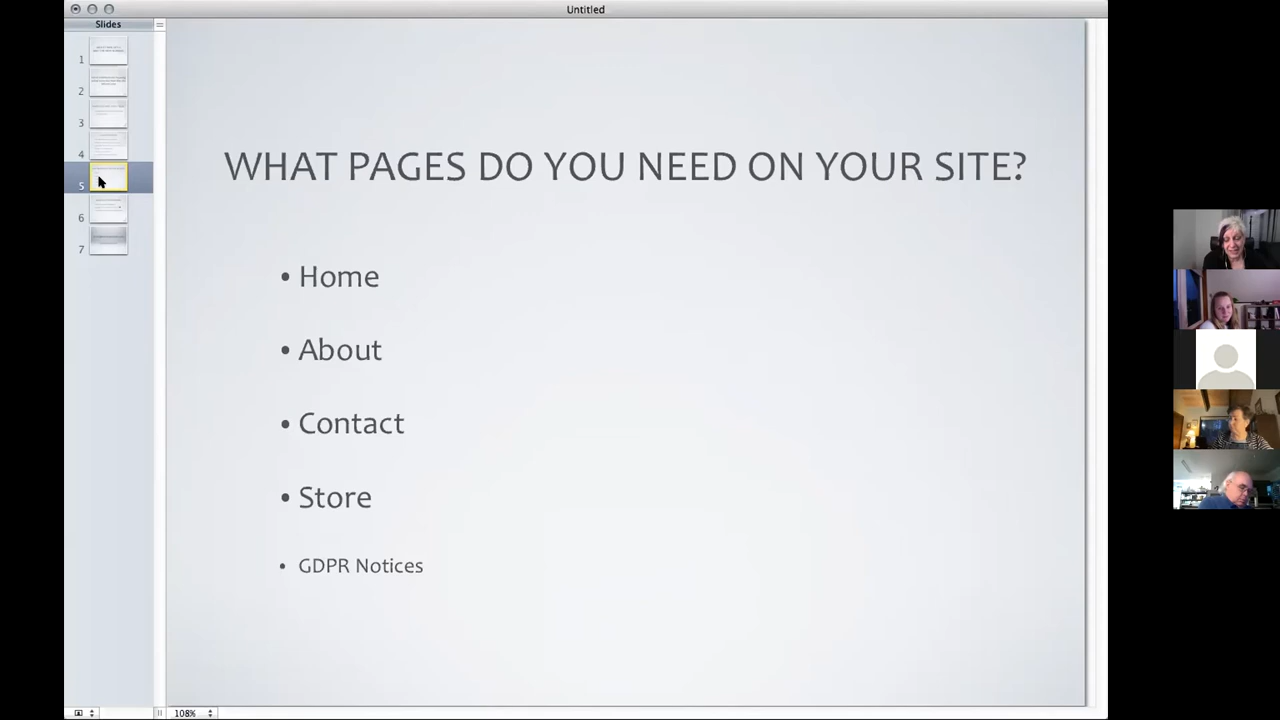 Untitled
Slides
1
2
3
4
5
6
7
WHAT PAGES DO YOU NEED ON YOUR SITE?
• Home
• About
• Contact
• Store
• GDPR Notices
108%